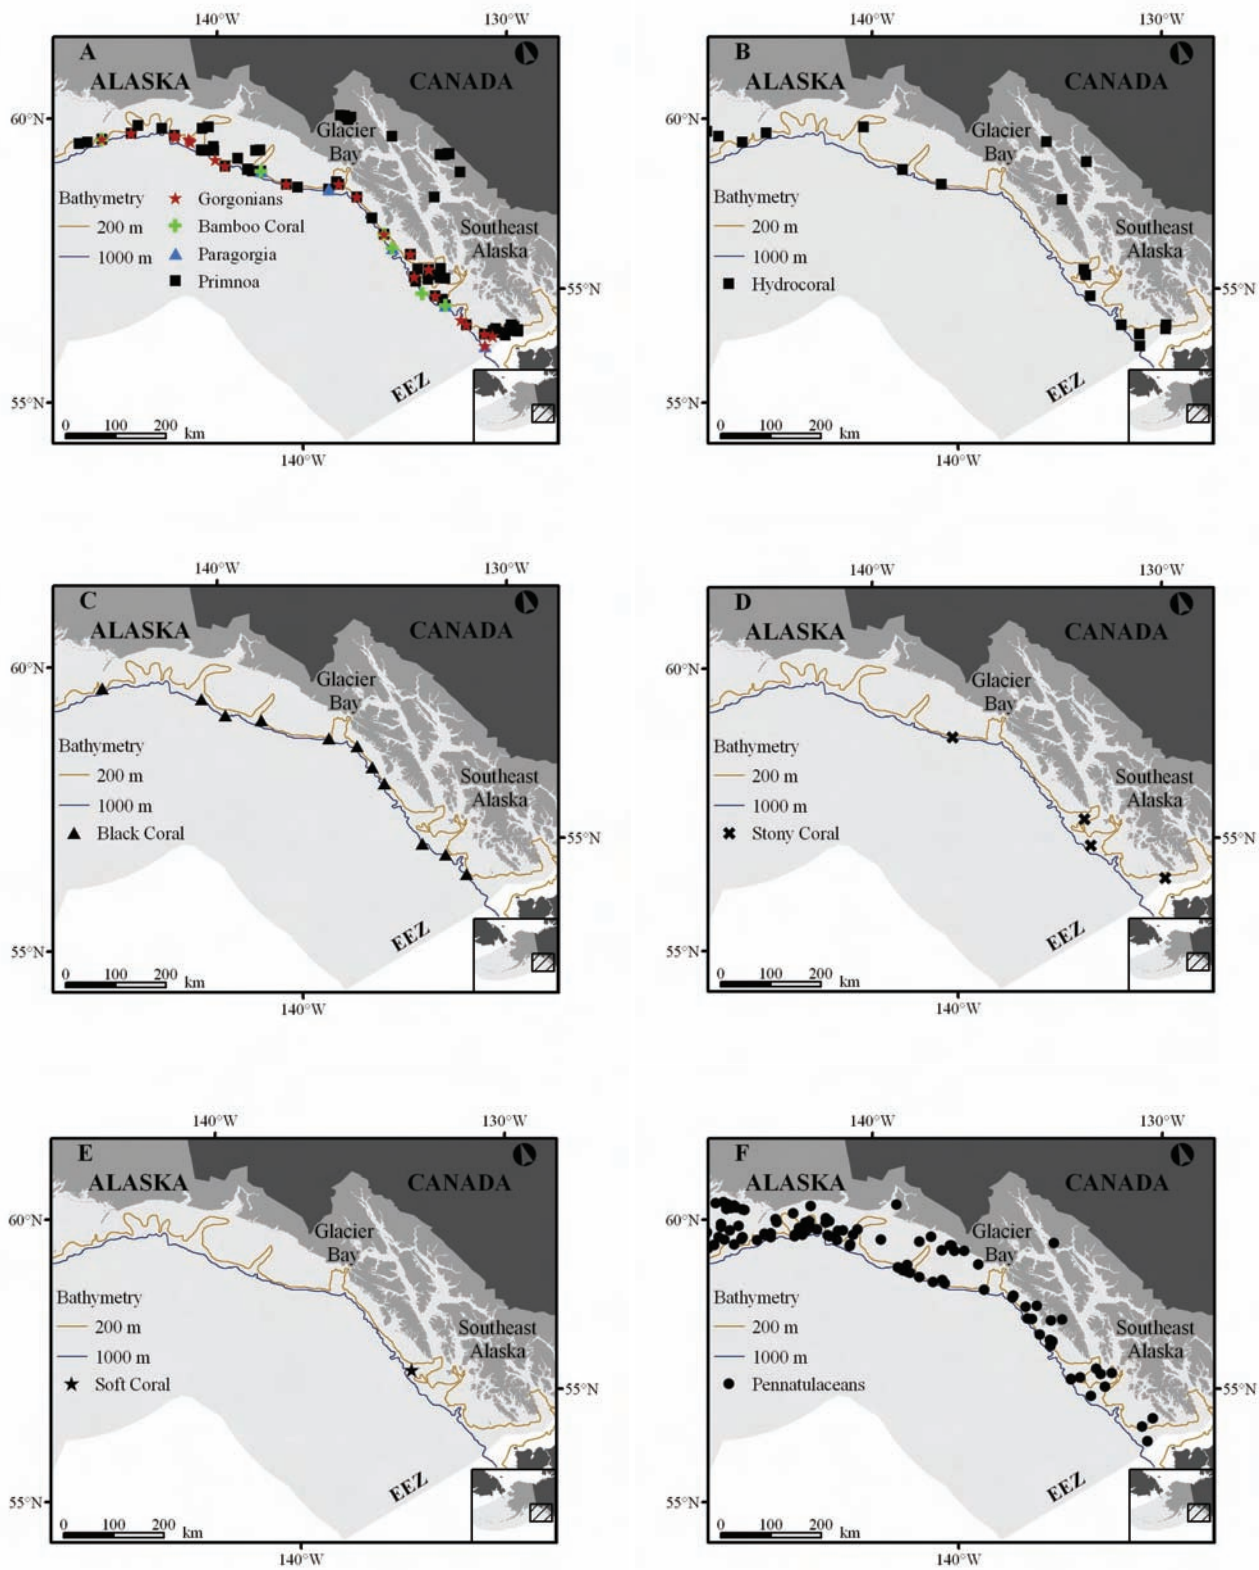 140°W 130°W
A
ALASKA CANADA
60°N
Glacier
Bay
Bathymetry
200 m
1000 m
Gorgonians
Bamboo Coral
Paragorgia
Primnoa
Southeast
Alaska
55°N
EEZ
55°N
0 100 200 km
140°W
140°W 130°W
B
ALASKA CANADA
60°N
Glacier
Bay
Bathymetry
200 m
1000 m
Hydrocoral
Southeast
Alaska
55°N
EEZ
55°N
0 100 200 km
140°W
140°W 130°W
C
ALASKA CANADA
60°N
Glacier
Bay
Bathymetry
200 m
1000 m
Black Coral
Southeast
Alaska
55°N
EEZ
55°N
0 100 200 km
140°W
140°W 130°W
D
ALASKA CANADA
60°N
Glacier
Bay
Bathymetry
200 m
1000 m
Stony Coral
Southeast
Alaska
55°N
EEZ
55°N
0 100 200 km
140°W
140°W 130°W
E
ALASKA CANADA
60°N
Glacier
Bay
Bathymetry
200 m
1000 m
Soft Coral
Southeast
Alaska
55°N
EEZ
55°N
0 100 200 km
140°W
140°W 130°W
F
ALASKA CANADA
60°N
Glacier
Bay
Bathymetry
200 m
1000 m
Pennatulaceans
Southeast
Alaska
55°N
EEZ
55°N
0 100 200 km
140°W